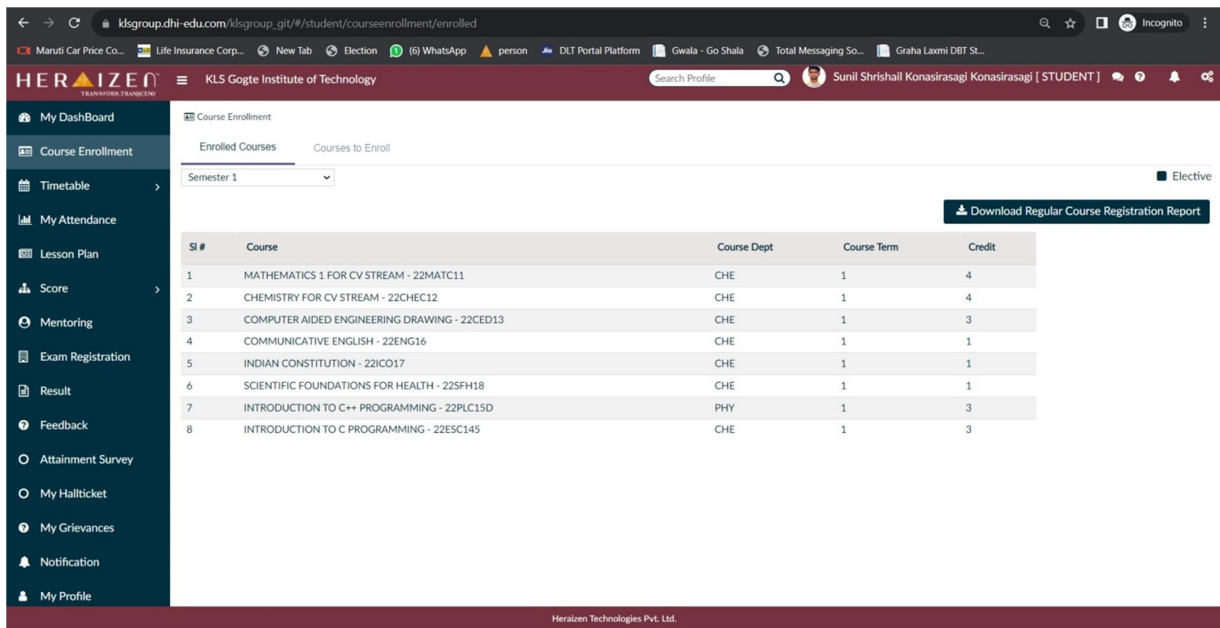 klsgroup.dhi-edu.com/klsgroup_git/#/student/courseenrollment/enrolled Incognito
Maruti Car Price Co... Life Insurance Corp... New Tab Election (6) WhatsApp person Jio DLT Portal Platform Gwala - Go Shala Total Messaging So... Graha Laxmi DBT St...
HERAIZEN KLS Gogte Institute of Technology Search Profile Sunil Shrishail Konasirasagi Konasirasagi [ STUDENT ]
TRANSFORM.TRANSCEND
My DashBoard
Course Enrollment
Timetable
My Attendance
Lesson Plan
Score
Mentoring
Exam Registration
Result
Feedback
Attainment Survey
My Hallticket
My Grievances
Notification
My Profile
Course Enrollment
Enrolled Courses Courses to Enroll
Semester 1 Elective
Download Regular Course Registration Report
Sl # Course Course Dept Course Term Credit
1 MATHEMATICS 1 FOR CV STREAM - 22MATC11 CHE 1 4
2 CHEMISTRY FOR CV STREAM - 22CHEC12 CHE 1 4
3 COMPUTER AIDED ENGINEERING DRAWING - 22CED13 CHE 1 3
4 COMMUNICATIVE ENGLISH - 22ENG16 CHE 1 1
5 INDIAN CONSTITUTION - 22ICO17 CHE 1 1
6 SCIENTIFIC FOUNDATIONS FOR HEALTH - 22SFH18 CHE 1 1
7 INTRODUCTION TO C++ PROGRAMMING - 22PLC15D PHY 1 3
8 INTRODUCTION TO C PROGRAMMING - 22ESC145 CHE 1 3
Heraizen Technologies Pvt. Ltd.